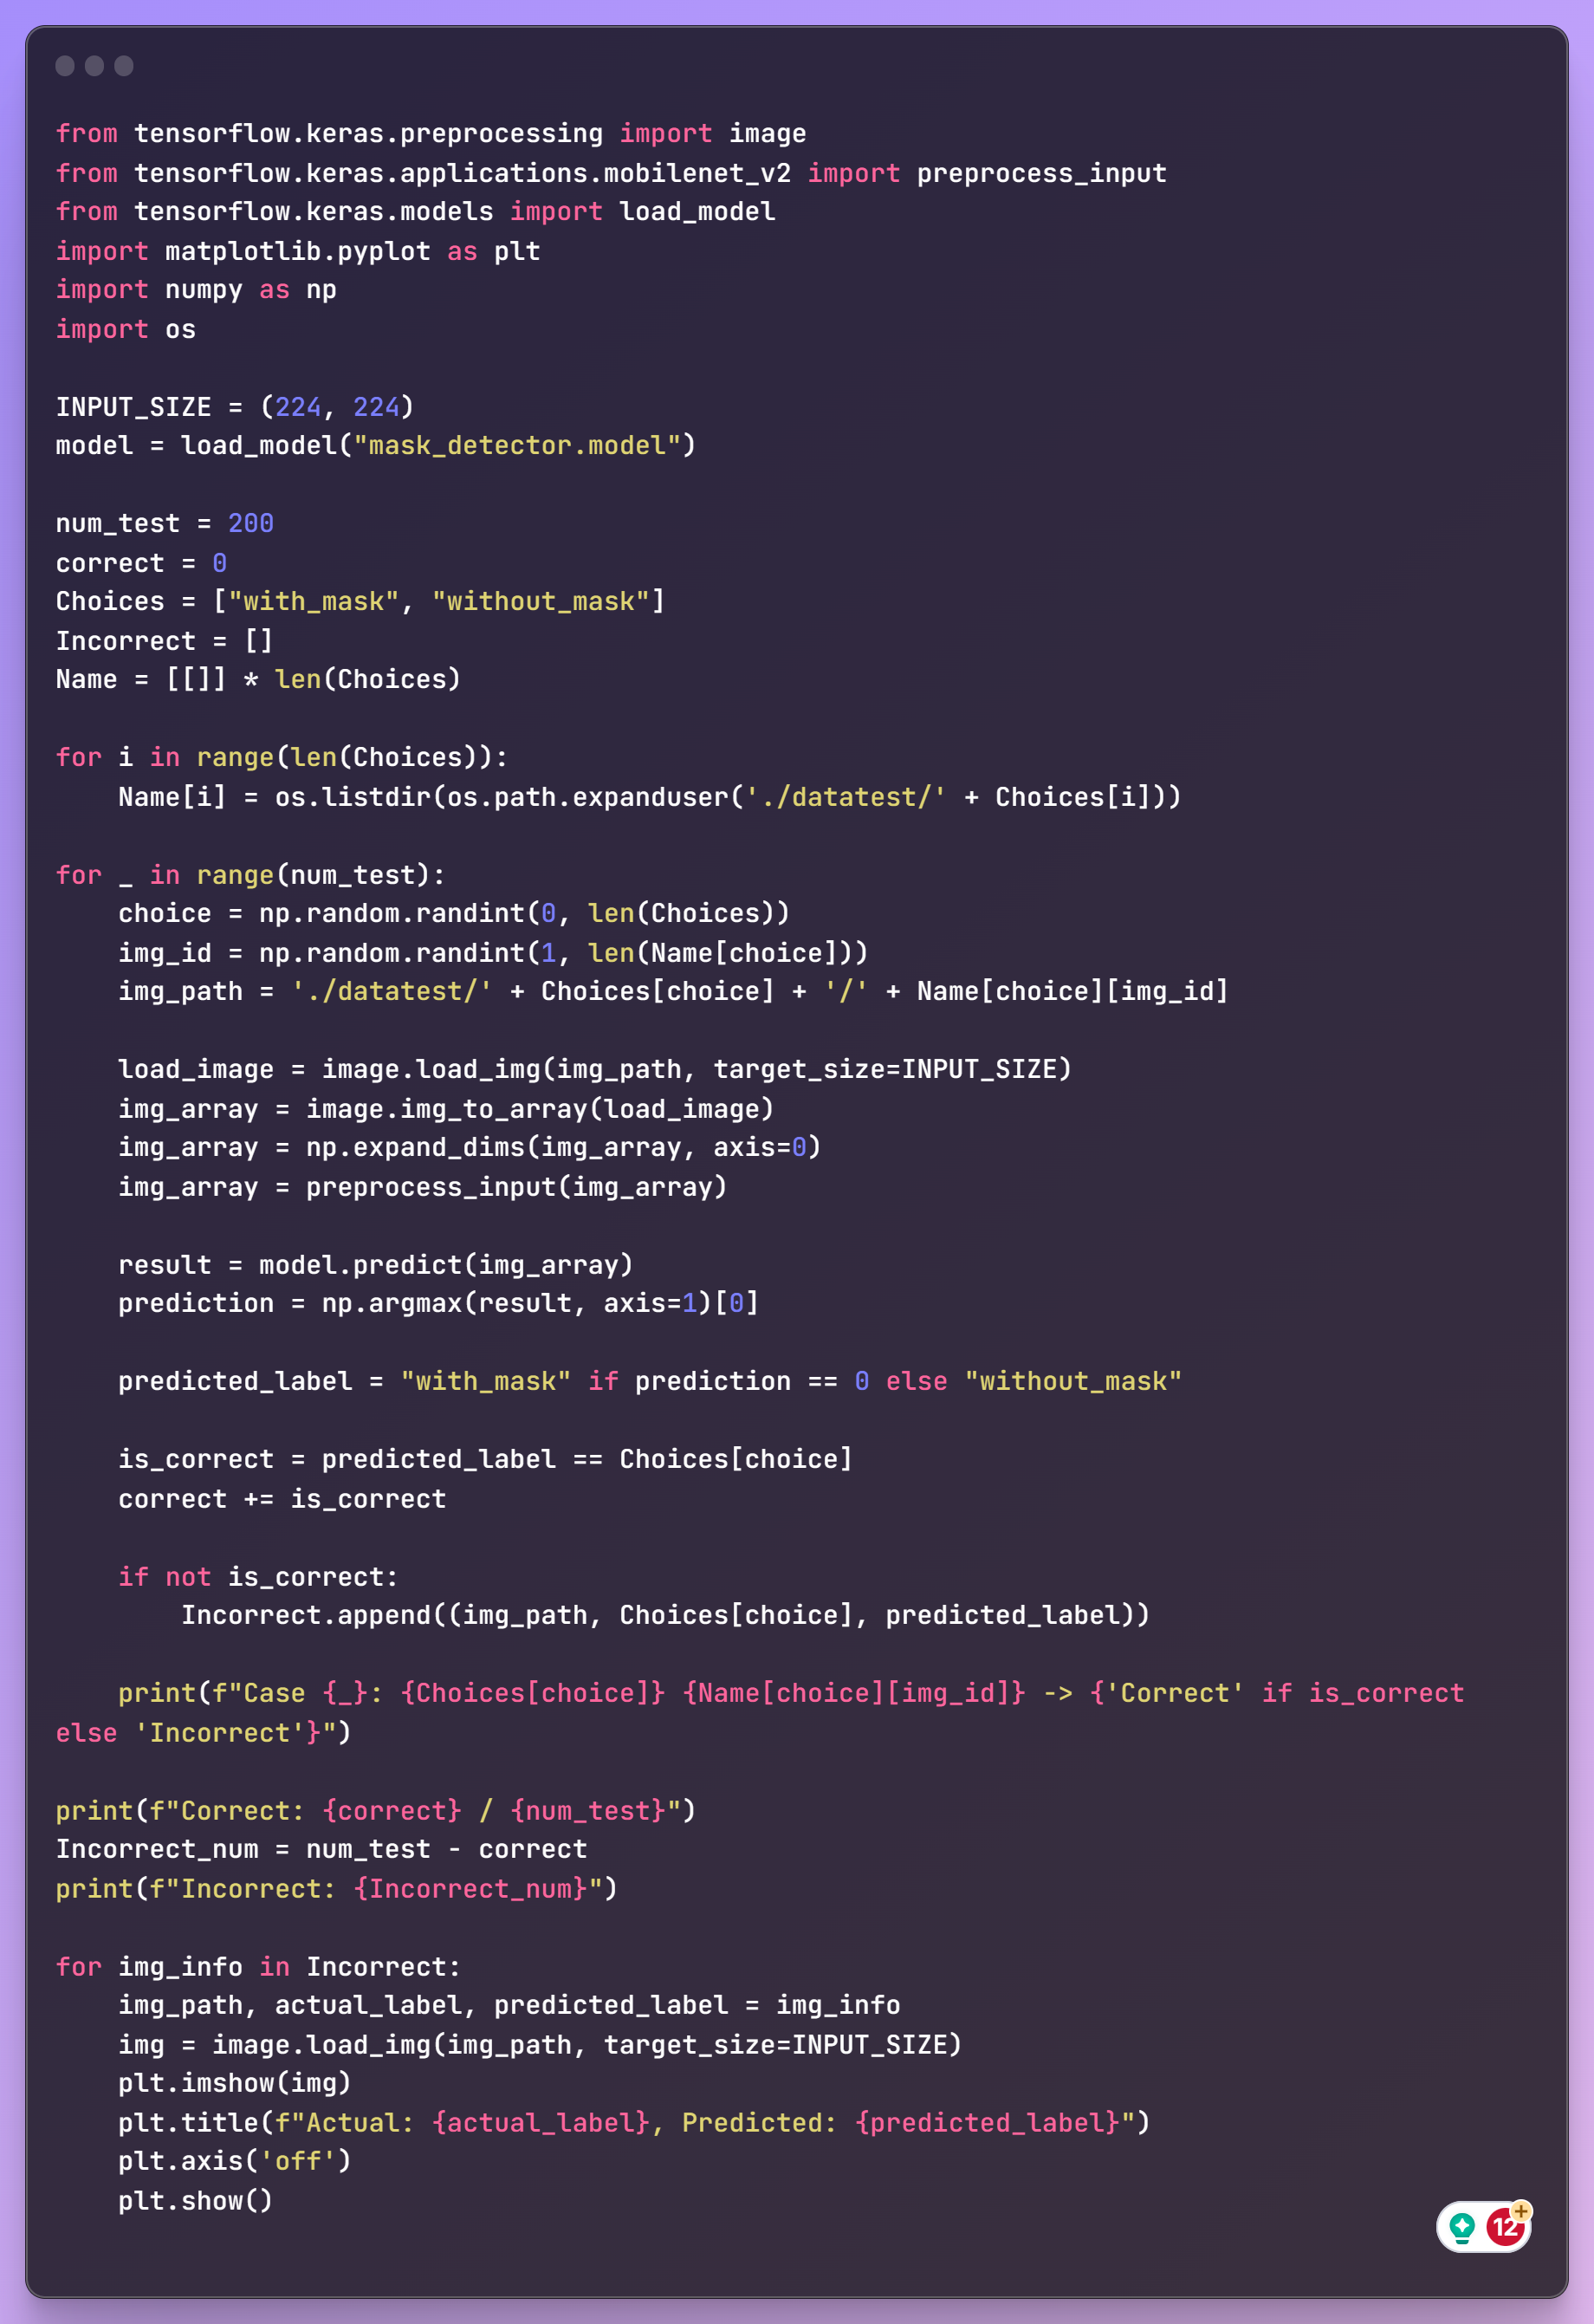 from tensorflow.keras.preprocessing import image
from tensorflow.keras.applications.mobilenet_v2 import preprocess_input
from tensorflow.keras.models import load_model
import matplotlib.pyplot as plt
import numpy as np
import os

INPUT_SIZE = (224, 224)
model = load_model("mask_detector.model")

num_test = 200
correct = 0
Choices = ["with_mask", "without_mask"]
Incorrect = []
Name = [[]] * len(Choices)

for i in range(len(Choices)):
    Name[i] = os.listdir(os.path.expanduser('./datatest/' + Choices[i]))

for _ in range(num_test):
    choice = np.random.randint(0, len(Choices))
    img_id = np.random.randint(1, len(Name[choice]))
    img_path = './datatest/' + Choices[choice] + '/' + Name[choice][img_id]

    load_image = image.load_img(img_path, target_size=INPUT_SIZE)
    img_array = image.img_to_array(load_image)
    img_array = np.expand_dims(img_array, axis=0)
    img_array = preprocess_input(img_array)

    result = model.predict(img_array)
    prediction = np.argmax(result, axis=1)[0]

    predicted_label = "with_mask" if prediction == 0 else "without_mask"

    is_correct = predicted_label == Choices[choice]
    correct += is_correct

    if not is_correct:
        Incorrect.append((img_path, Choices[choice], predicted_label))

    print(f"Case {_}: {Choices[choice]} {Name[choice][img_id]} -> {'Correct' if is_correct
else 'Incorrect'}")

print(f"Correct: {correct} / {num_test}")
Incorrect_num = num_test - correct
print(f"Incorrect: {Incorrect_num}")

for img_info in Incorrect:
    img_path, actual_label, predicted_label = img_info
    img = image.load_img(img_path, target_size=INPUT_SIZE)
    plt.imshow(img)
    plt.title(f"Actual: {actual_label}, Predicted: {predicted_label}")
    plt.axis('off')
    plt.show()
12
+